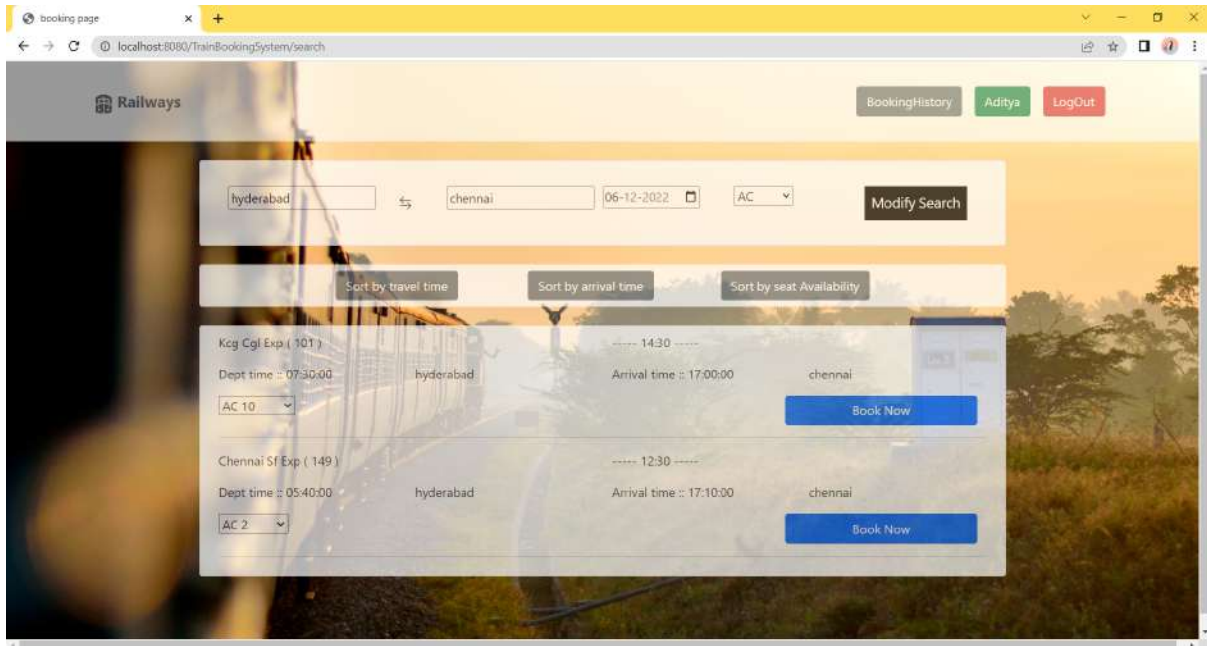 booking page
localhost:8080/TrainBookingSystem/search
Railways
BookingHistory Aditya LogOut
hyderabad chennai 06-12-2022 AC Modify Search
Sort by travel time Sort by arrival time Sort by seat Availability
Kcg Cgl Exp ( 101 ) ----- 14:30 -----
Dept time :: 07:30:00 hyderabad Arrival time :: 17:00:00 chennai
AC 10 Book Now
Chennai Sf Exp ( 149 ) ----- 12:30 -----
Dept time :: 05:40:00 hyderabad Arrival time :: 17:10:00 chennai
AC 2 Book Now